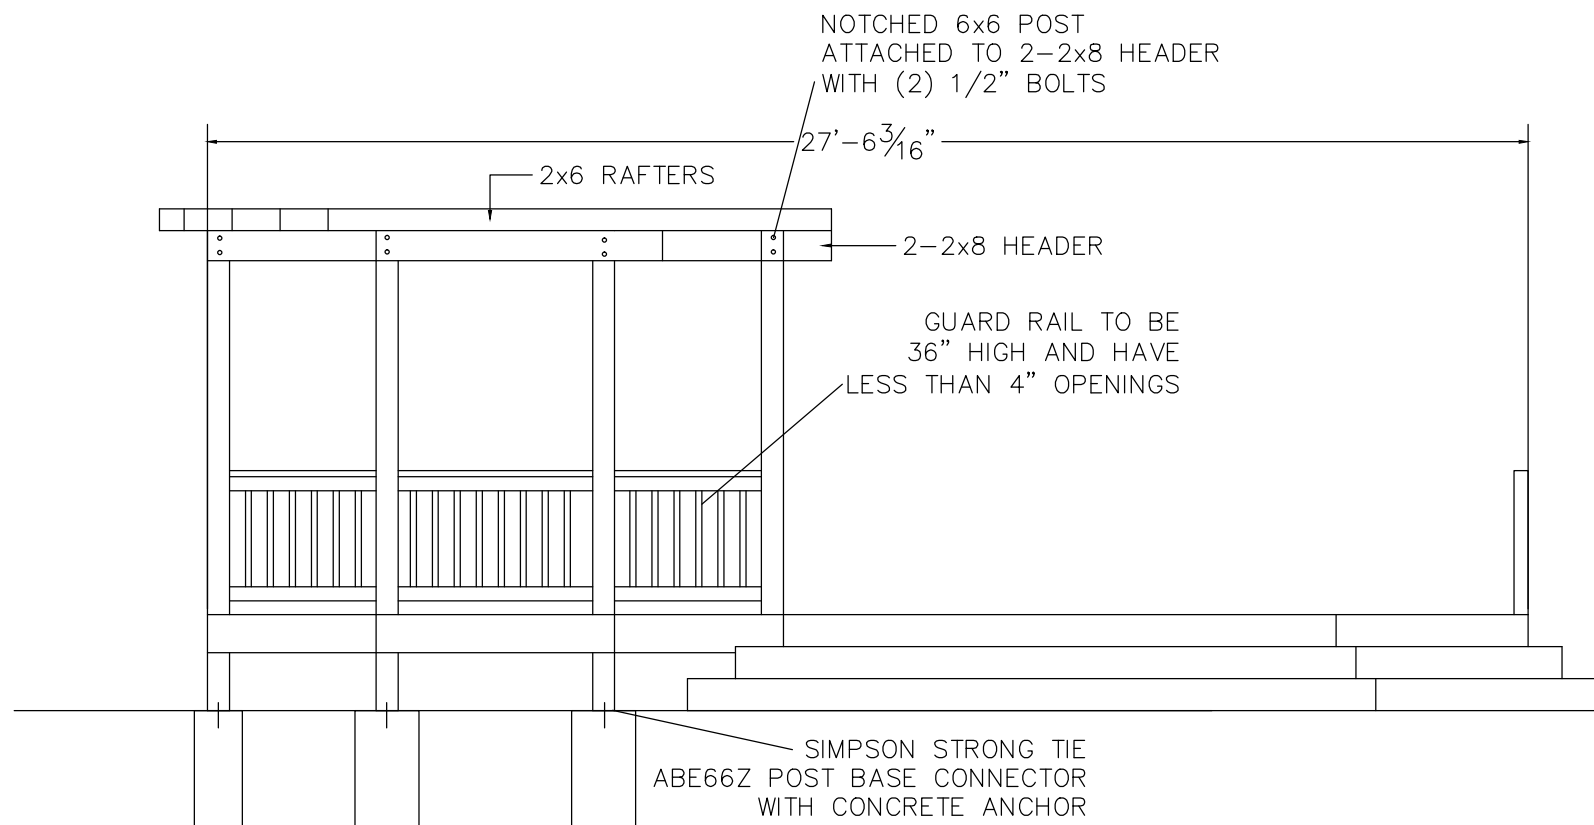 NOTCHED 6x6 POST
ATTACHED TO 2-2x8 HEADER
WITH (2) 1/2" BOLTS
27'-6 3/16"
2x6 RAFTERS
2-2x8 HEADER
GUARD RAIL TO BE
36" HIGH AND HAVE
LESS THAN 4" OPENINGS
SIMPSON STRONG TIE
ABE66Z POST BASE CONNECTOR
WITH CONCRETE ANCHOR